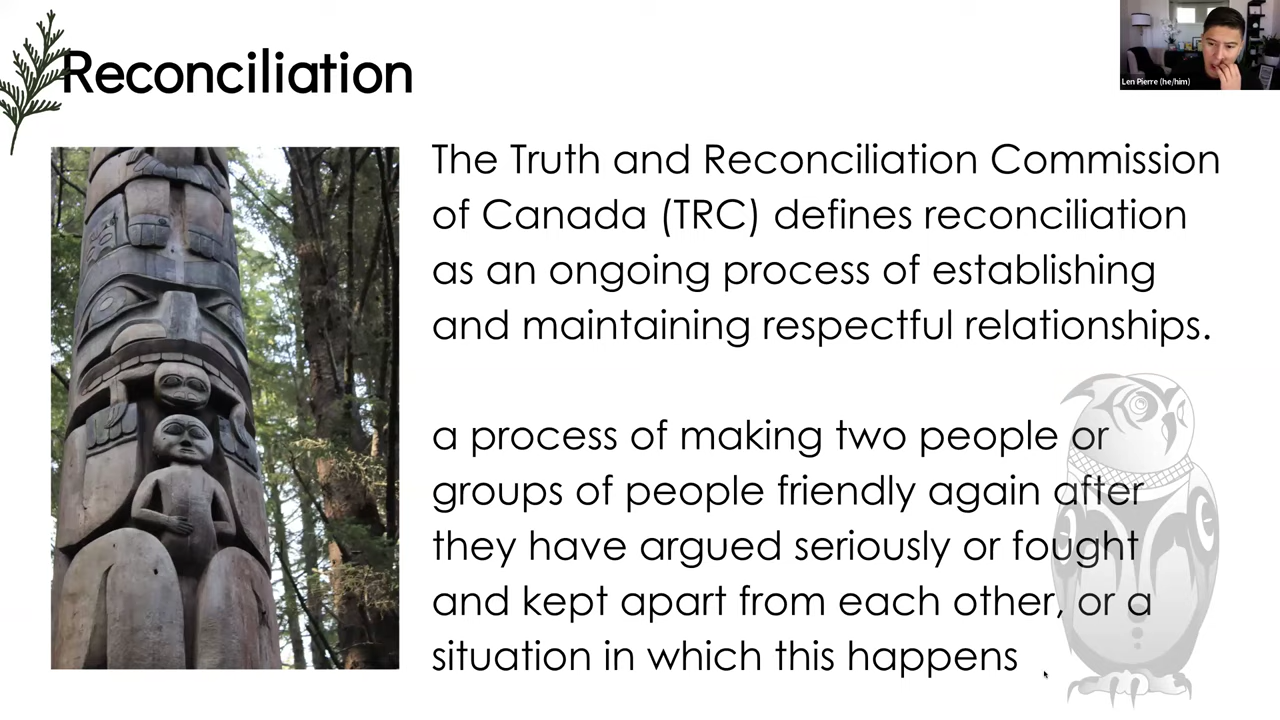 Reconciliation
Len Pierre (he/him)
The Truth and Reconciliation Commission
of Canada (TRC) defines reconciliation
as an ongoing process of establishing
and maintaining respectful relationships.
a process of making two people or
groups of people friendly again after
they have argued seriously or fought
and kept apart from each other, or a
situation in which this happens